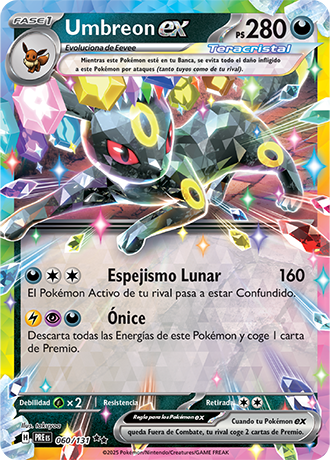 FASE 1
Umbreon ex
PS 280
Evoluciona de Eevee
Teracristal
Mientras este Pokémon esté en tu Banca, se evita todo el daño infligido
a este Pokémon por ataques (tanto tuyos como de tu rival).
Espejismo Lunar 160
El Pokémon Activo de tu rival pasa a estar Confundido.
Ónice
Descarta todas las Energías de este Pokémon y coge 1 carta
de Premio.
Debilidad × 2 Resistencia Retirada
Regla para los Pokémon ex
Cuando tu Pokémon ex
queda Fuera de Combate, tu rival coge 2 cartas de Premio.
H PRE ES 060/131
©2025 Pokémon/Nintendo/Creatures/GAME FREAK